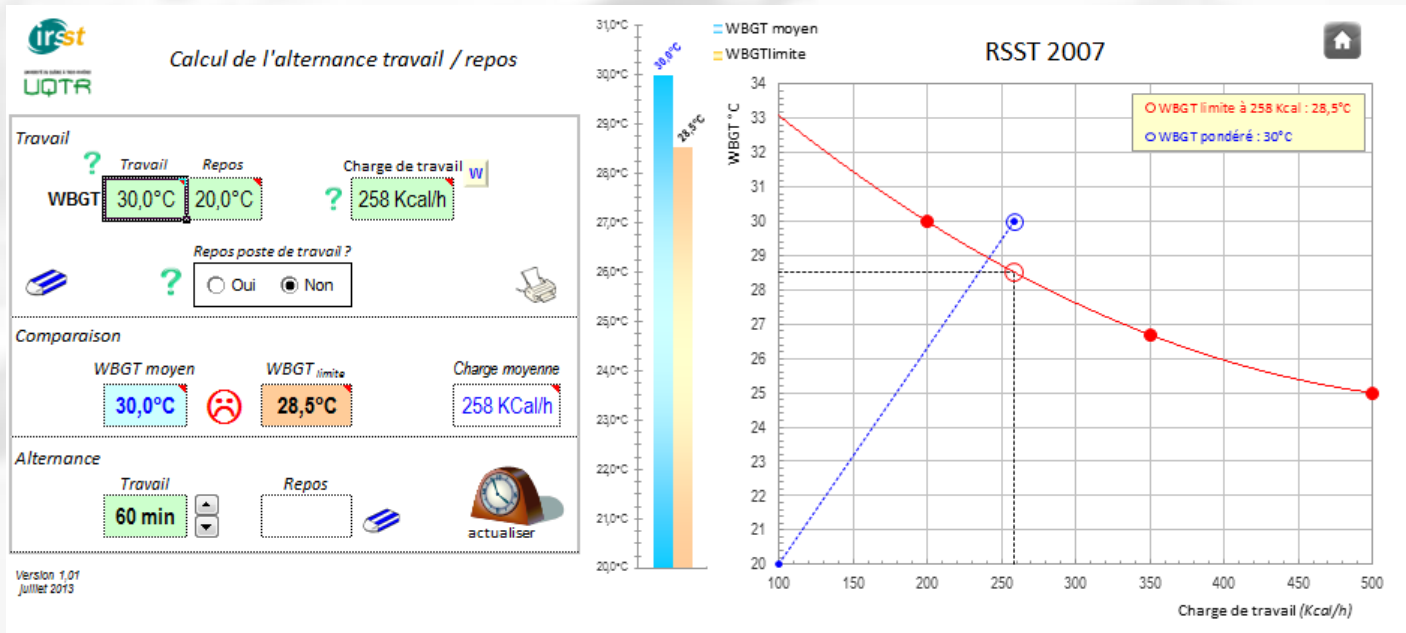 irsst
UQTR
Calcul de l'alternance travail / repos
Travail
? Travail Repos Charge de travail W
WBGT 30,0°C 20,0°C ? 258 Kcal/h
Repos poste de travail ?
? Oui Non
Comparaison
WBGT moyen WBGT limite Charge moyenne
30,0°C 28,5°C 258 KCal/h
Alternance
Travail Repos
60 min
actualiser
Version 1,01
juillet 2013
31,0°C
30,0°C
29,0°C
28,0°C
27,0°C
26,0°C
25,0°C
24,0°C
23,0°C
22,0°C
21,0°C
20,0°C
30,0°C
28,5°C
WBGT moyen
WBGTlimite
RSST 2007
WBGT °C
34
33
32
31
30
29
28
27
26
25
24
23
22
21
20
WBGT limite à 258 Kcal : 28,5°C
WBGT pondéré : 30°C
100 150 200 250 300 350 400 450 500
Charge de travail (Kcal/h)